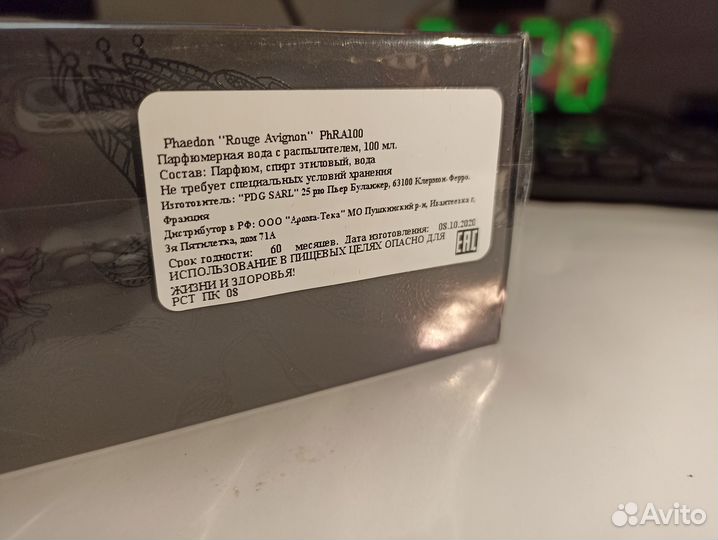 28
Phaedon "Rouge Avignon" PhRA100
Парфюмерная вода с распылителем, 100 мл.
Состав: Парфюм, спирт этиловый, вода
Не требует специальных условий хранения
Изготовитель: "PDG SARL" 25 рю Пьер Буланжер, 63100 Клермон-Ферро.
Франция
Дистрибутор в РФ: ООО "Арома-Тека" МО Пушкинский р-н, Ивантеевка г,
3я Пятилетка, дом 71А
Срок годности: 60 месяцев. Дата изготовления: 08.10.2020
ИСПОЛЬЗОВАНИЕ В ПИЩЕВЫХ ЦЕЛЯХ ОПАСНО ДЛЯ
ЖИЗНИ И ЗДОРОВЬЯ!
РСТ ПК 08
EAC
Avito